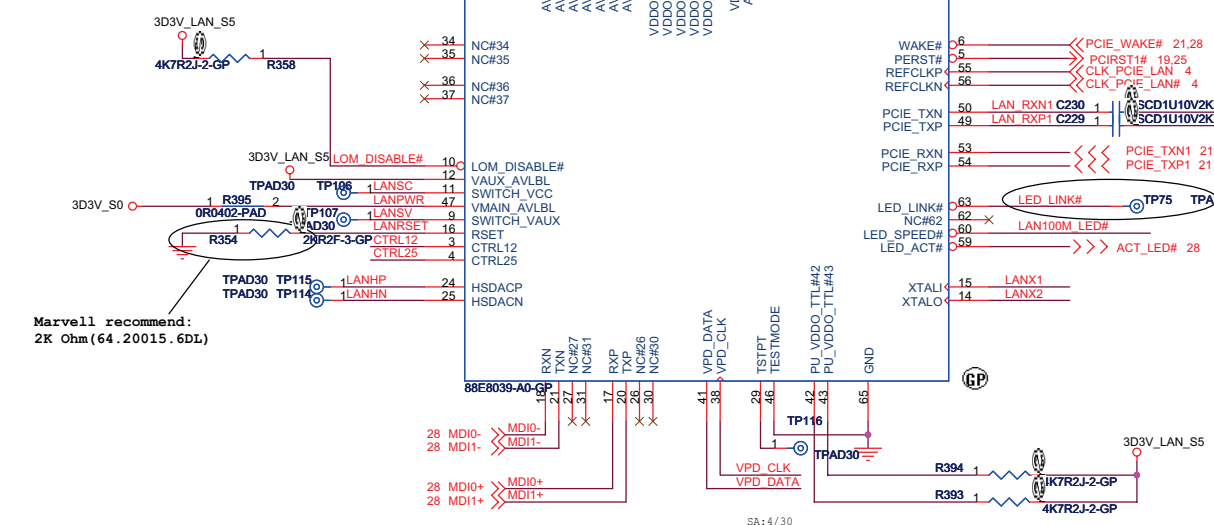 3D3V_LAN_S5
4K7R2J-2-GP
1
R358
34 NC#34
35 NC#35
36 NC#36
37 NC#37
3D3V_LAN_S5
LOM_DISABLE# 10 LOM_DISABLE#
12 VAUX_AVLBL
TPAD30 TP106 1 LANSC 11 SWITCH_VCC
3D3V_S0 1 R395 2 LANPWR 47 VMAIN_AVLBL
0R0402-PAD
TP107 1 LANSV 9 SWITCH_VAUX
R354 1 2KR2F-3-GP LANRSET 16 RSET
CTRL12 3 CTRL12
CTRL25 4 CTRL25
TPAD30 TP115 1 LANHP 24 HSDACP
TPAD30 TP114 1 LANHN 25 HSDACN
Marvell recommend:
2K Ohm(64.20015.6DL)
VDDO
VDDO
VDDO
VDDO
VDDO
WAKE# 6 PCIE_WAKE# 21,28
PERST# 5 PCIRST1# 19,25
REFCLKP 55 CLK_PCIE_LAN 4
REFCLKN 56 CLK_PCIE_LAN# 4
PCIE_TXN 50 LAN_RXN1 C230 1 SCD1U10V2K
PCIE_TXP 49 LAN_RXP1 C229 1 SCD1U10V2K
PCIE_RXN 53 PCIE_TXN1 21
PCIE_RXP 54 PCIE_TXP1 21
LED_LINK# 63 LED_LINK# TP75 TPA
NC#62 62
LED_SPEED# 60 LAN100M_LED#
LED_ACT# 59 ACT_LED# 28
XTALI 15 LANX1
XTALO 14 LANX2
RXN
TXN
NC#27
NC#31
RXP
TXP
NC#26
NC#30
VPD_DATA
VPD_CLK
TSTPT
TESTMODE
PU_VDDO_TTL#42
PU_VDDO_TTL#43
GND
88E8039-A0-GP
GP
18
21
27
31
17
20
26
30
41
38
29
46
42
43
65
28 MDI0- MDI0-
28 MDI1- MDI1-
28 MDI0+ MDI0+
28 MDI1+ MDI1+
TP116
1 TPAD30
VPD_CLK
VPD_DATA
3D3V_LAN_S5
R394 1
4K7R2J-2-GP
R393 1
4K7R2J-2-GP
SA:4/30